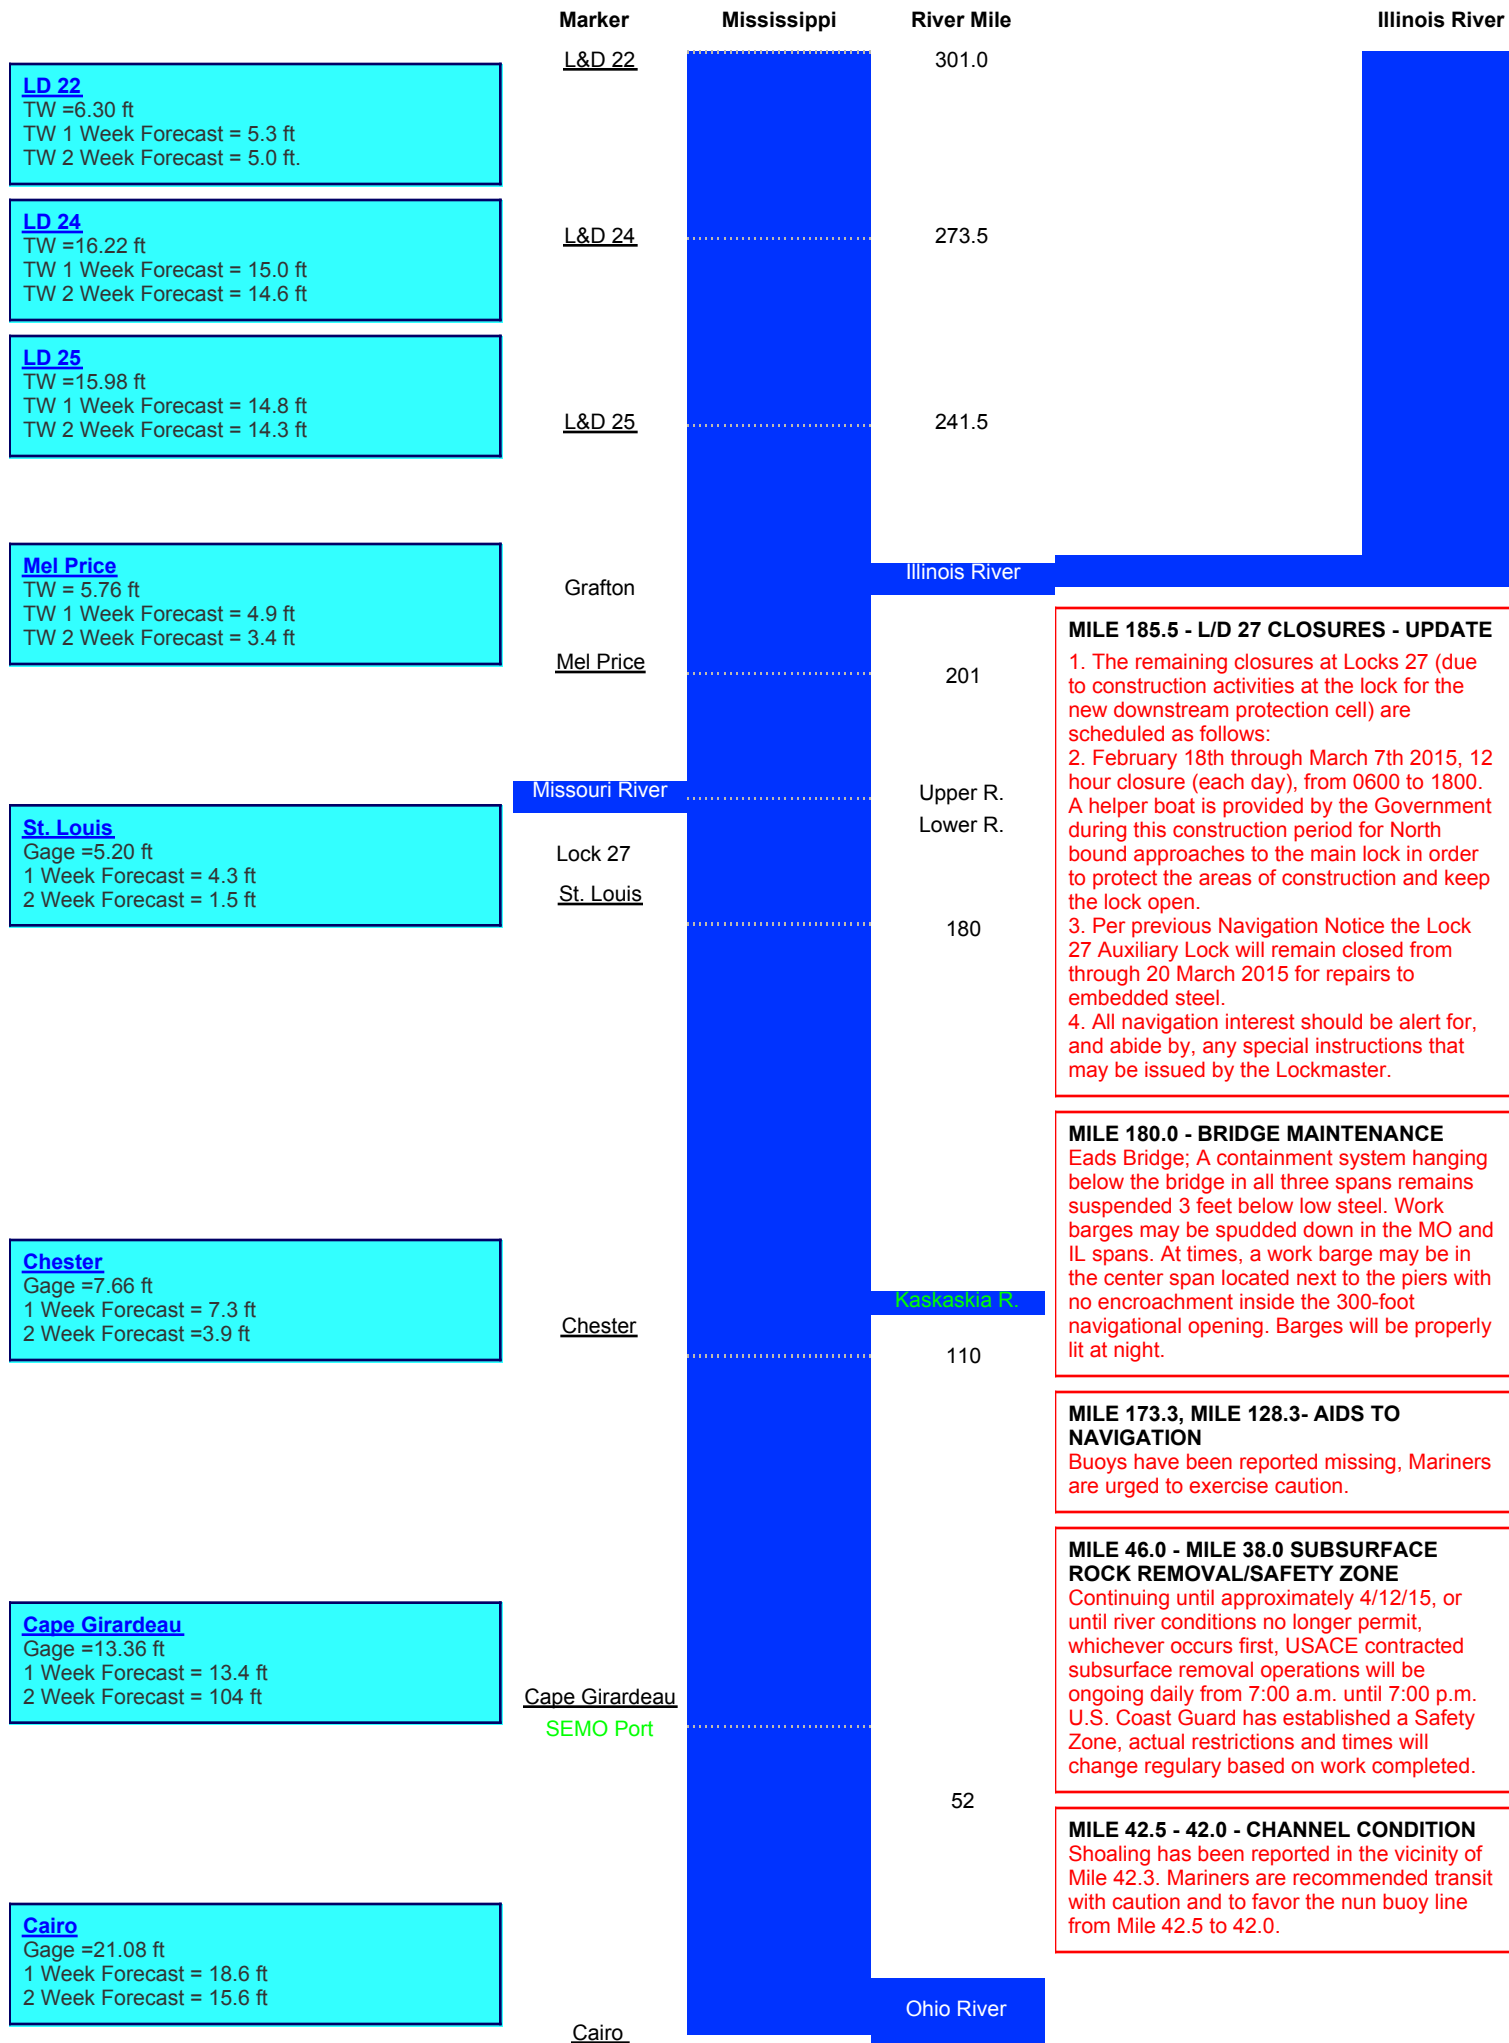 Marker Mississippi River Mile Illinois River
L&D 22 301.0
LD 22
TW =6.30 ft
TW 1 Week Forecast = 5.3 ft
TW 2 Week Forecast = 5.0 ft.
LD 24
TW =16.22 ft
TW 1 Week Forecast = 15.0 ft
TW 2 Week Forecast = 14.6 ft
L&D 24 273.5
LD 25
TW =15.98 ft
TW 1 Week Forecast = 14.8 ft
TW 2 Week Forecast = 14.3 ft
L&D 25 241.5
Mel Price
TW = 5.76 ft
TW 1 Week Forecast = 4.9 ft
TW 2 Week Forecast = 3.4 ft
Illinois River
Grafton
Mel Price 201
Missouri River
Upper R.
Lower R.
St. Louis
Gage =5.20 ft
1 Week Forecast = 4.3 ft
2 Week Forecast = 1.5 ft
Lock 27
St. Louis
180
Chester
Gage =7.66 ft
1 Week Forecast = 7.3 ft
2 Week Forecast =3.9 ft
Kaskaskia R.
Chester
110
Cape Girardeau
Gage =13.36 ft
1 Week Forecast = 13.4 ft
2 Week Forecast = 104 ft
Cape Girardeau
SEMO Port
52
Cairo
Gage =21.08 ft
1 Week Forecast = 18.6 ft
2 Week Forecast = 15.6 ft
Ohio River
Cairo
MILE 185.5 - L/D 27 CLOSURES - UPDATE
1. The remaining closures at Locks 27 (due
to construction activities at the lock for the
new downstream protection cell) are
scheduled as follows:
2. February 18th through March 7th 2015, 12
hour closure (each day), from 0600 to 1800.
A helper boat is provided by the Government
during this construction period for North
bound approaches to the main lock in order
to protect the areas of construction and keep
the lock open.
3. Per previous Navigation Notice the Lock
27 Auxiliary Lock will remain closed from
through 20 March 2015 for repairs to
embedded steel.
4. All navigation interest should be alert for,
and abide by, any special instructions that
may be issued by the Lockmaster.
MILE 180.0 - BRIDGE MAINTENANCE
Eads Bridge; A containment system hanging
below the bridge in all three spans remains
suspended 3 feet below low steel. Work
barges may be spudded down in the MO and
IL spans. At times, a work barge may be in
the center span located next to the piers with
no encroachment inside the 300-foot
navigational opening. Barges will be properly
lit at night.
MILE 173.3, MILE 128.3- AIDS TO
NAVIGATION
Buoys have been reported missing, Mariners
are urged to exercise caution.
MILE 46.0 - MILE 38.0 SUBSURFACE
ROCK REMOVAL/SAFETY ZONE
Continuing until approximately 4/12/15, or
until river conditions no longer permit,
whichever occurs first, USACE contracted
subsurface removal operations will be
ongoing daily from 7:00 a.m. until 7:00 p.m.
U.S. Coast Guard has established a Safety
Zone, actual restrictions and times will
change regulary based on work completed.
MILE 42.5 - 42.0 - CHANNEL CONDITION
Shoaling has been reported in the vicinity of
Mile 42.3. Mariners are recommended transit
with caution and to favor the nun buoy line
from Mile 42.5 to 42.0.